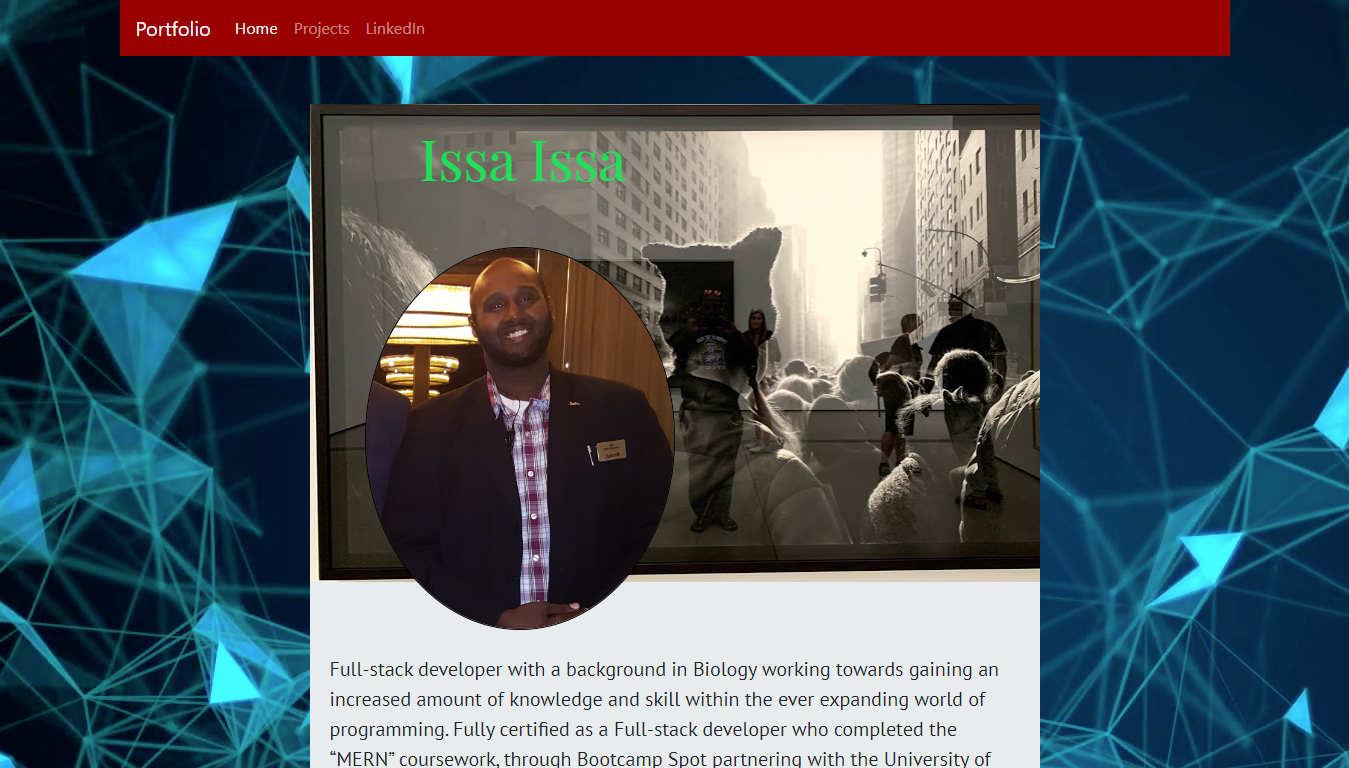 Portfolio Home Projects LinkedIn
Issa Issa
Full-stack developer with a background in Biology working towards gaining an
increased amount of knowledge and skill within the ever expanding world of
programming. Fully certified as a Full-stack developer who completed the
“MERN” coursework, through Bootcamp Spot partnering with the University of